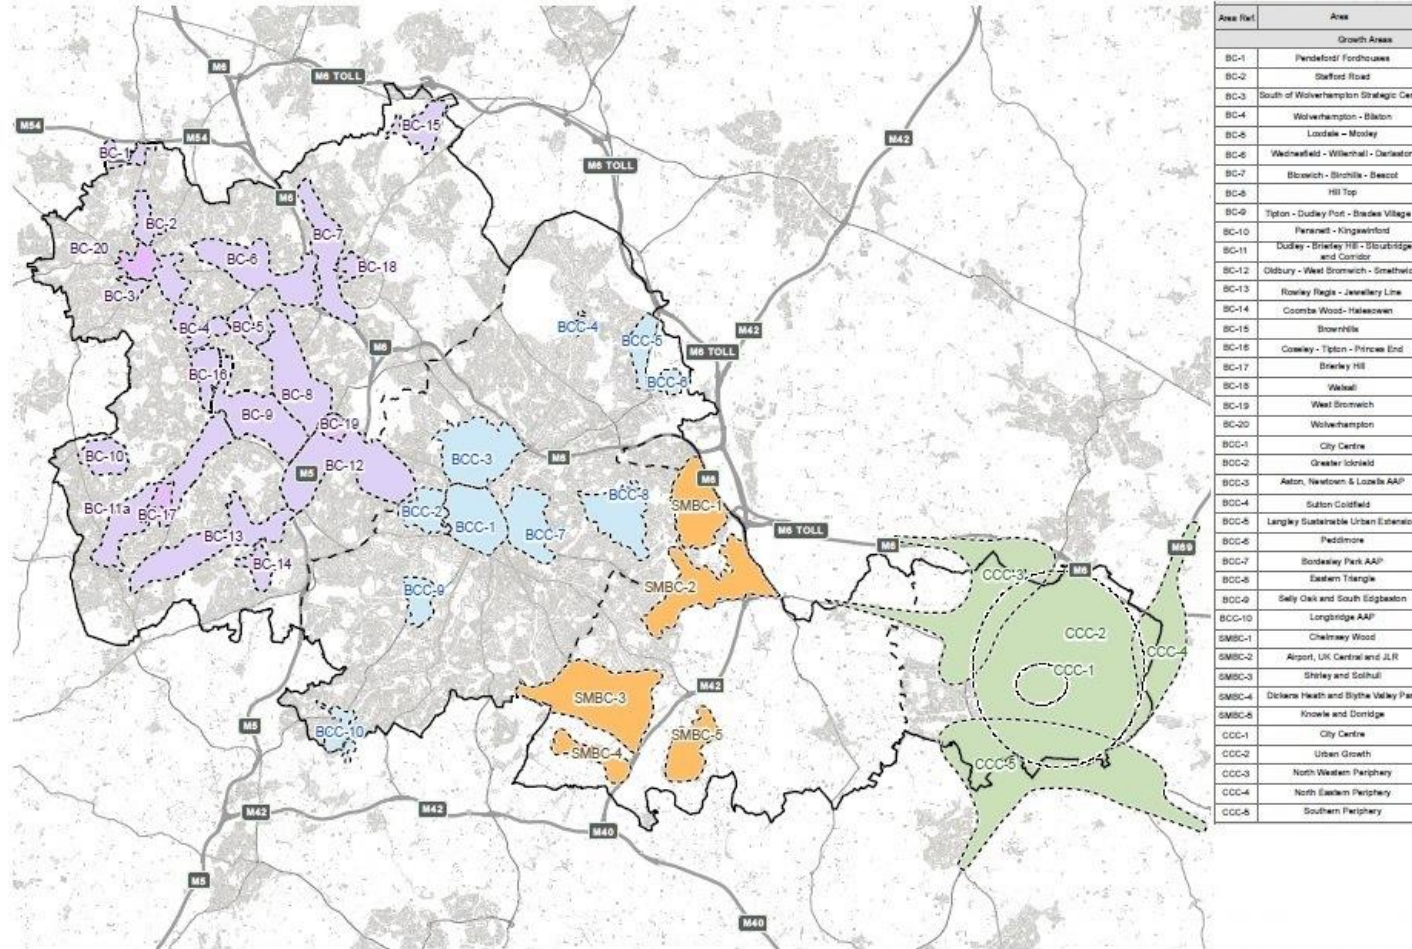 M6
M6 TOLL
M54
M54
BC-15
M42
BC-1
M6 TOLL
M6
BC-2
BC-7
BC-20
BC-6
BC-18
BC-3
BC-4
BC-5
BCC-4
BCC-5
M42
M6
M6 TOLL
BC-16
BCC-6
BC-8
BC-9
BC-19
BC-10
BC-12
BCC-3
M6
M5
M6
BC-11a
BC-17
BCC-2
BCC-8
SMBC-1
BCC-1
BCC-7
BC-13
M6 TOLL
M6
M69
BC-14
CCC-3
M6
BCC-9
SMBC-2
CCC-2
CCC-4
CCC-1
M42
SMBC-3
M5
BCC-10
SMBC-5
SMBC-4
CCC-5
M42
M42
M40
M5
M40
Area Ref. Area
Growth Areas
BC-1 Pendeford/ Fordhouses
BC-2 Stafford Road
BC-3 South of Wolverhampton Strategic Cen
BC-4 Wolverhampton - Bilston
BC-5 Loxdale – Moxley
BC-6 Wednesfield - Willenhall - Darlaston
BC-7 Bloxwich - Birchills - Bescot
BC-8 Hill Top
BC-9 Tipton - Dudley Port - Brades Village
BC-10 Pensnett - Kingswinford
BC-11 Dudley - Brierley Hill - Stourbridge
and Corridor
BC-12 Oldbury - West Bromwich - Smethwic
BC-13 Rowley Regis - Jewellery Line
BC-14 Coombs Wood- Halesowen
BC-15 Brownhills
BC-16 Coseley - Tipton - Princes End
BC-17 Brierley Hill
BC-18 Walsall
BC-19 West Bromwich
BC-20 Wolverhampton
BCC-1 City Centre
BCC-2 Greater Icknield
BCC-3 Aston, Newtown & Lozells AAP
BCC-4 Sutton Coldfield
BCC-5 Langley Sustainable Urban Extensio
BCC-6 Peddimore
BCC-7 Bordesley Park AAP
BCC-8 Eastern Triangle
BCC-9 Selly Oak and South Edgbaston
BCC-10 Longbridge AAP
SMBC-1 Chelmsey Wood
SMBC-2 Airport, UK Central and JLR
SMBC-3 Shirley and Solihull
SMBC-4 Dickens Heath and Blythe Valley Par
SMBC-5 Knowle and Dorridge
CCC-1 City Centre
CCC-2 Urban Growth
CCC-3 North Western Periphery
CCC-4 North Eastern Periphery
CCC-5 Southern Periphery